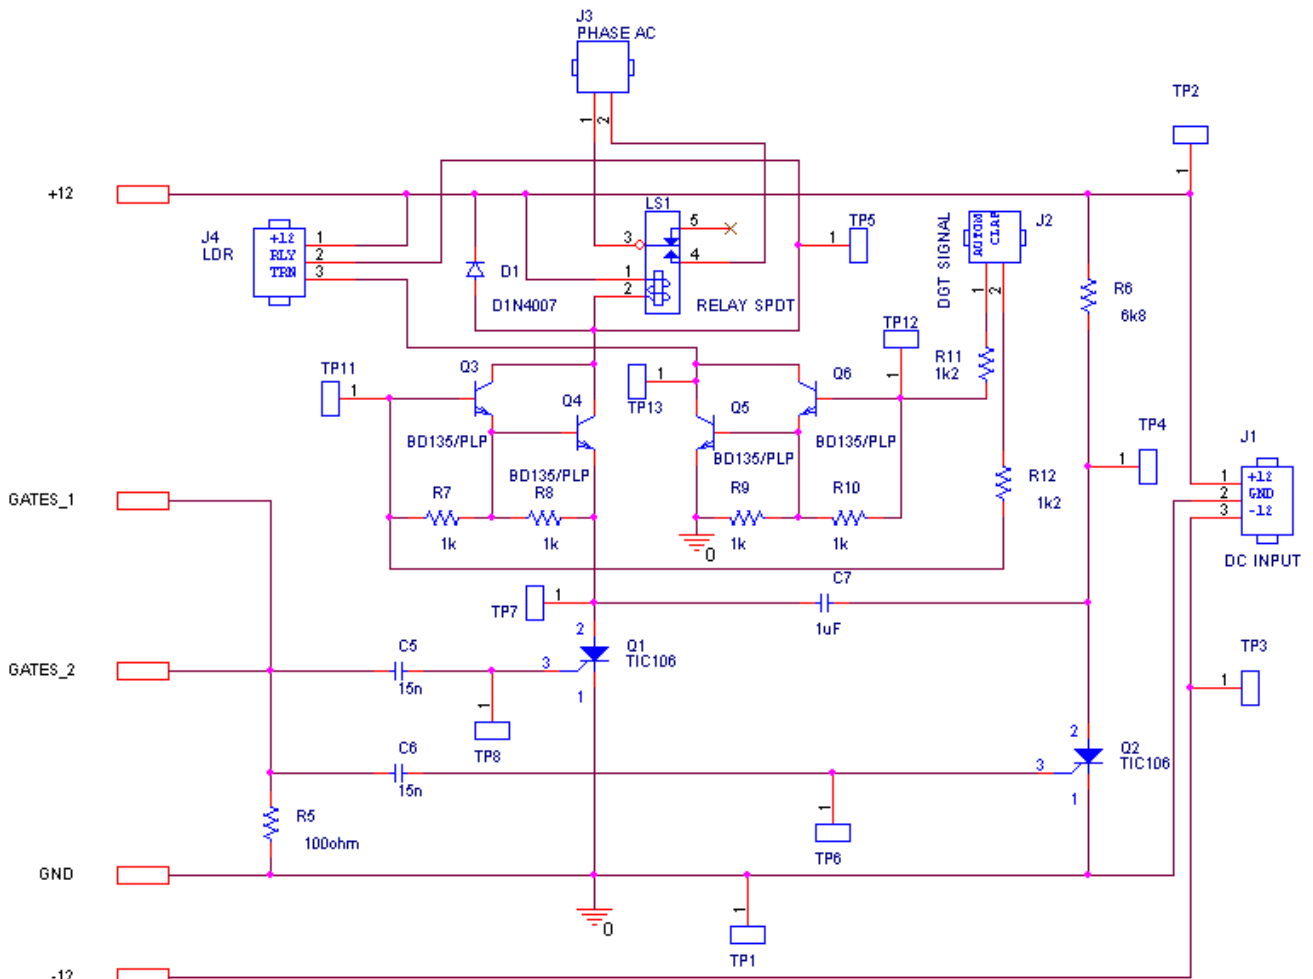 J3
PHASE AC
1
2
TP2
1
+12
J4
LDR
+12
RLY
TRN
1
2
3
D1
D1N4007
LS1
3
5
4
1
2
RELAY SPDT
1
TP5
DGT SIGNAL
AUTOM
CLAP
J2
1
2
R6
6k8
TP12
1
R11
1k2
TP11
1
Q3
Q4
BD135/PLP
BD135/PLP
1
TP13
Q5
Q6
BD135/PLP
BD135/PLP
R12
1k2
TP4
1
J1
1
2
3
+12
GND
-12
DC INPUT
GATES_1
R7
1k
R8
1k
R9
1k
R10
1k
0
TP7
1
C7
1uF
2
3
1
Q1
TIC106
GATES_2
C5
15n
1
TP8
TP3
1
C6
15n
2
3
1
Q2
TIC106
R5
100ohm
1
TP6
GND
0
1
TP1
-12